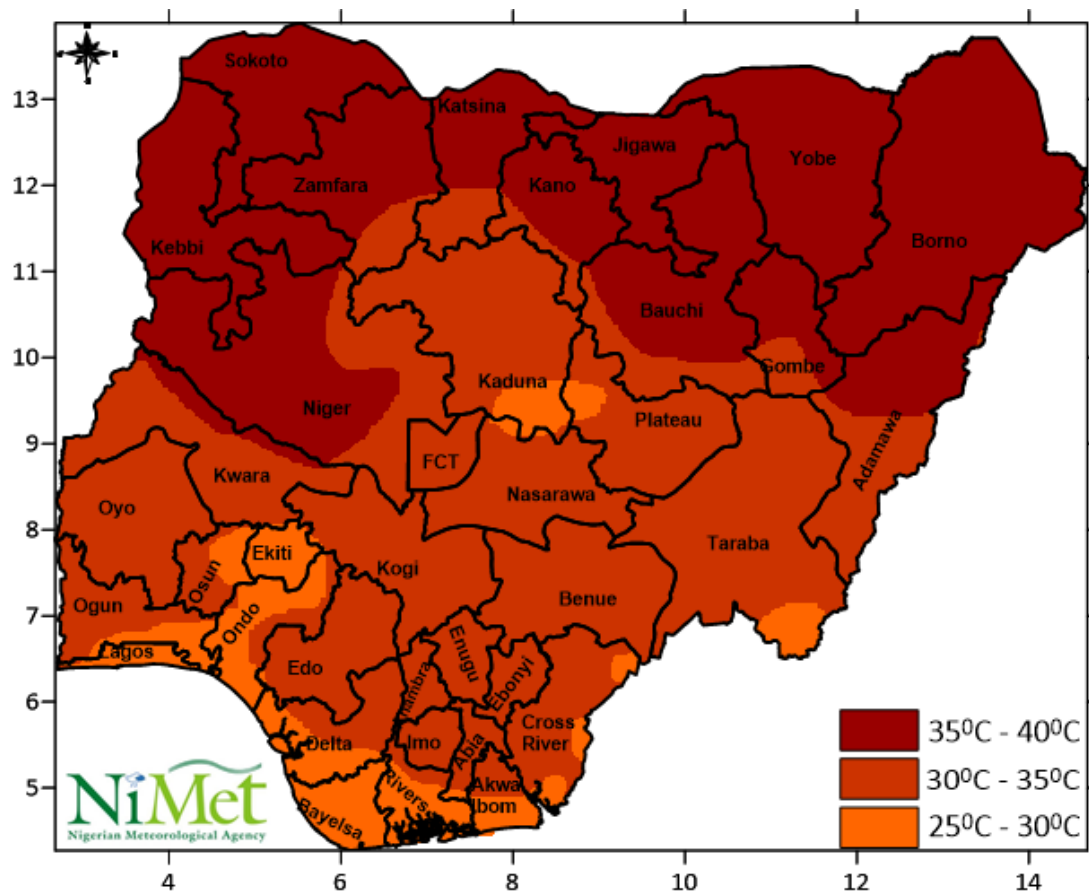 Sokoto
13
Katsina
Jigawa
Yobe
12
Zamfara
Kano
Kebbi
Borno
11
Bauchi
10
Gombe
Kaduna
Niger
Plateau
9
FCT
Adamawa
Kwara
Nasarawa
Oyo
8
Taraba
Ekiti
Kogi
Osun
Benue
Ogun
7
Ondo
Enugu
Lagos
Edo
Ebonyi
nambra
6
Cross
River
Delta
Imo
Abia
35⁰C - 40⁰C
30⁰C - 35⁰C
25⁰C - 30⁰C
5
Rivers
Akwa
Ibom
Bayelsa
NiMet
Nigerian Meteorological Agency
4
6
8
10
12
14